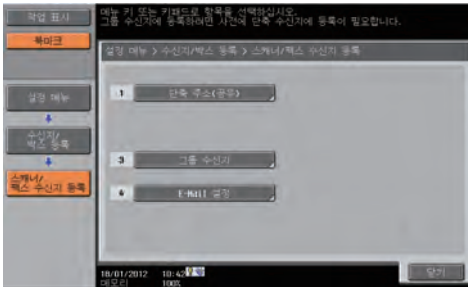 작업 표시
메뉴 키 또는 키패드로 항목을 선택하십시오.
그룹 수신지에 등록하려면 사전에 단축 수신지에 등록이 필요합니다.
북마크
설정 메뉴 > 수신지/박스 등록 > 스캐너/팩스 수신지 등록
설정 메뉴
수신지/
박스 등록
스캐너/
팩스 수신지 등록
1 단축 주소(공유)
3 그룹 수신지
4 E-Mail 설정
18/01/2012 10:42
메모리 100%
닫기